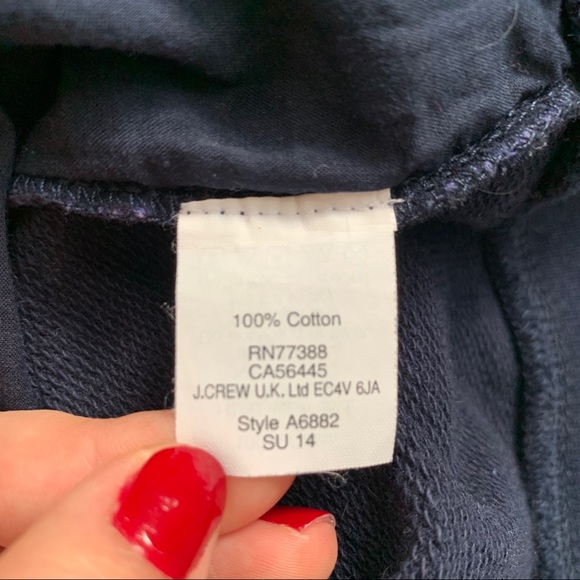 100% Cotton
RN77388
CA56445
J.CREW U.K. Ltd EC4V 6JA
Style A6882
SU 14